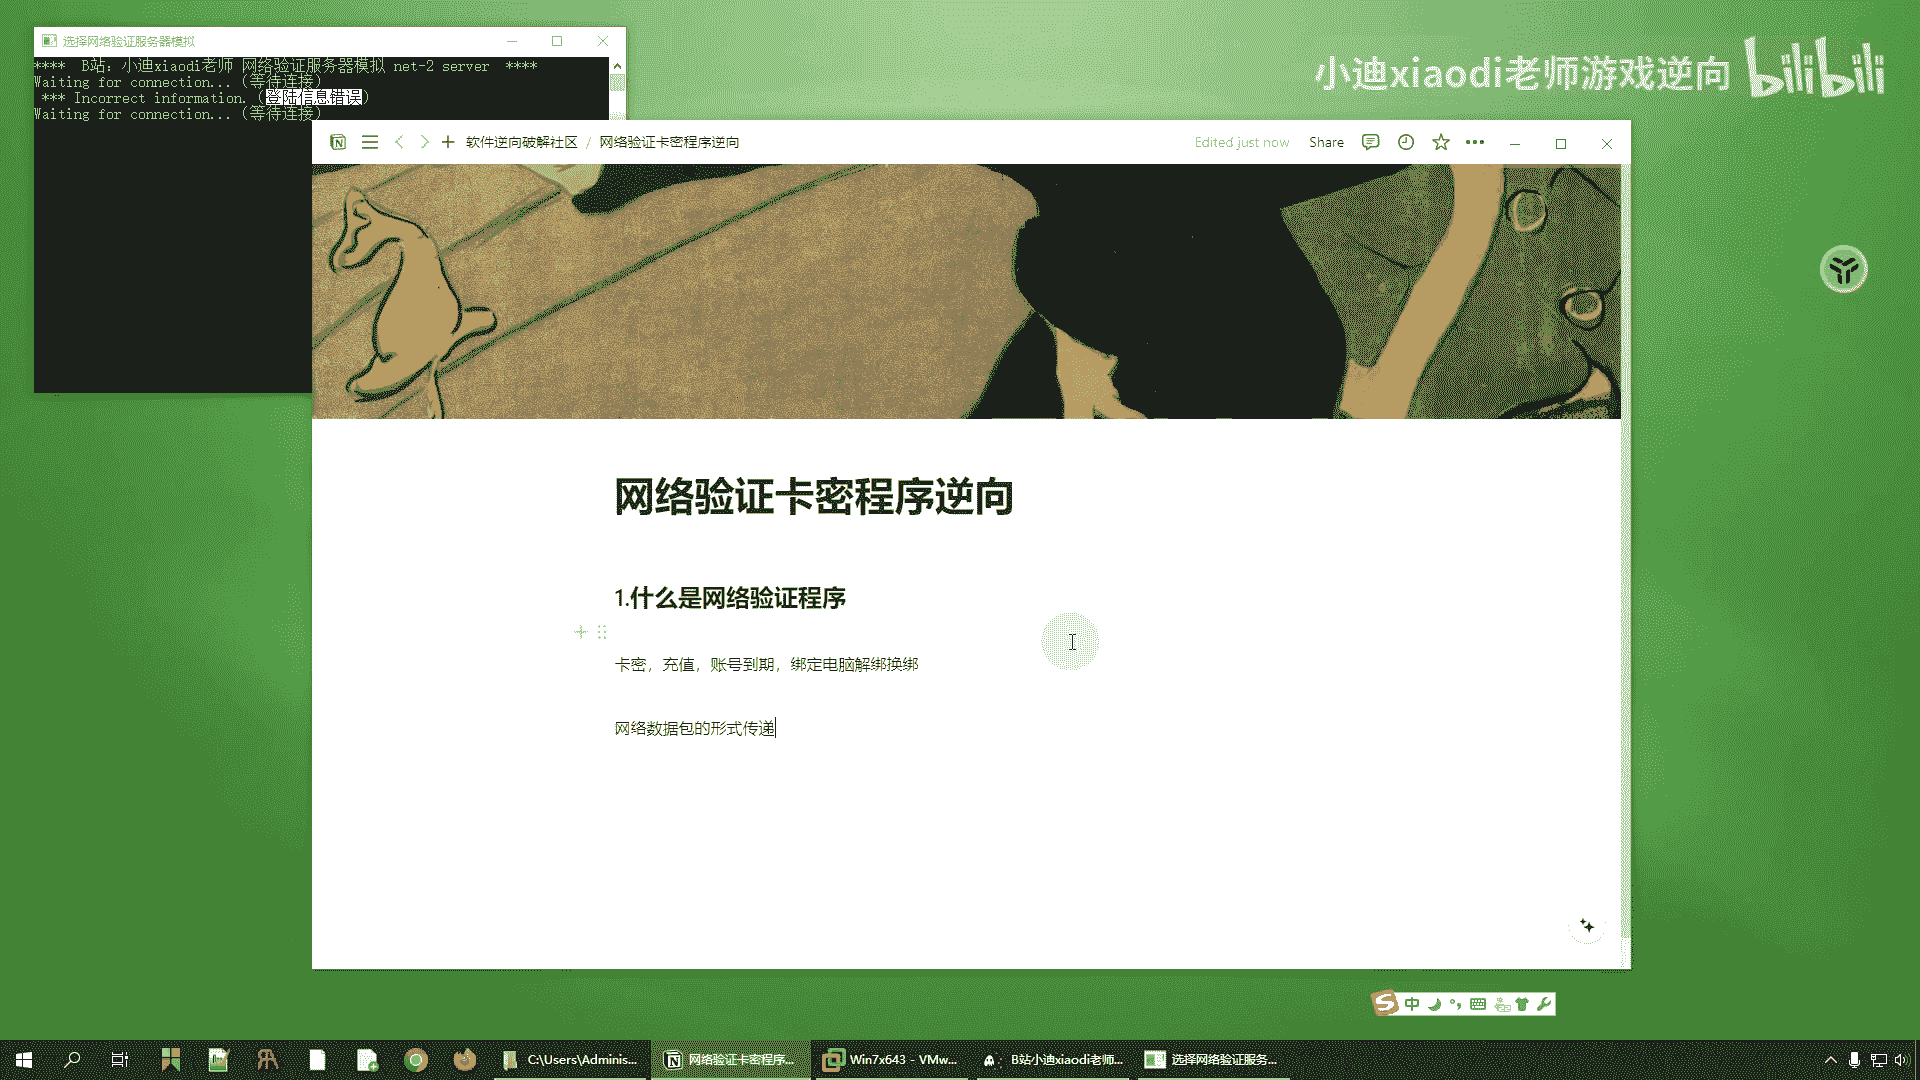 选择网络验证服务器模拟
**** B站：小迪xiaodi老师 网络验证服务器模拟 net-2 server ****
Waiting for connection... (等待连接)
*** Incorrect information. (登陆信息错误)
Waiting for connection... (等待连接)
小迪xiaodi老师游戏逆向 bilibili
软件逆向破解社区 / 网络验证卡密程序逆向
Edited just now Share
网络验证卡密程序逆向
1.什么是网络验证程序
卡密，充值，账号到期，绑定电脑解绑换绑
网络数据包的形式传递
中
C:\Users\Adminis...
网络验证卡密程序...
Win7x643 - VMw...
B站小迪xiaodi老师...
选择网络验证服务...